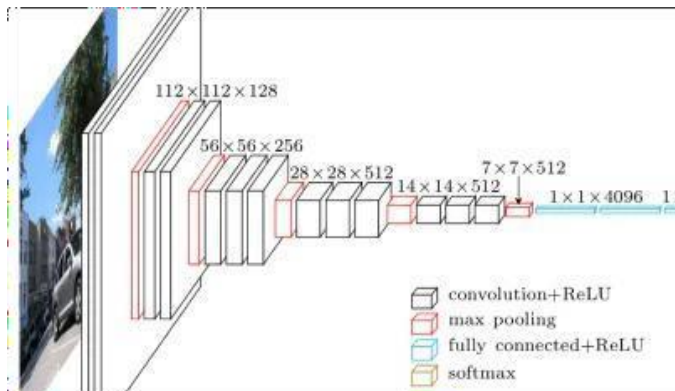 112×112×128
56×56×256
28×28×512
14×14×512
7×7×512
1×1×4096
1
convolution+ReLU
max pooling
fully connected+ReLU
softmax